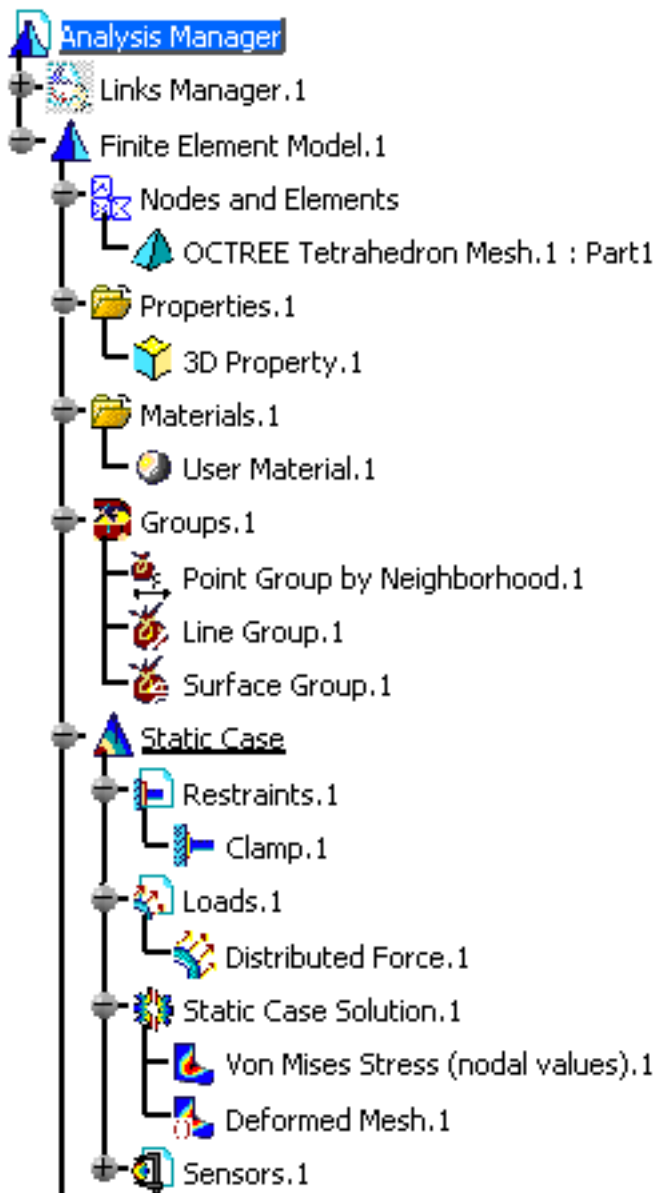 Analysis Manager
Links Manager.1
Finite Element Model.1
Nodes and Elements
OCTREE Tetrahedron Mesh.1 : Part1
Properties.1
3D Property.1
Materials.1
User Material.1
Groups.1
Point Group by Neighborhood.1
Line Group.1
Surface Group.1
Static Case
Restraints.1
Clamp.1
Loads.1
Distributed Force.1
Static Case Solution.1
Von Mises Stress (nodal values).1
Deformed Mesh.1
Sensors.1